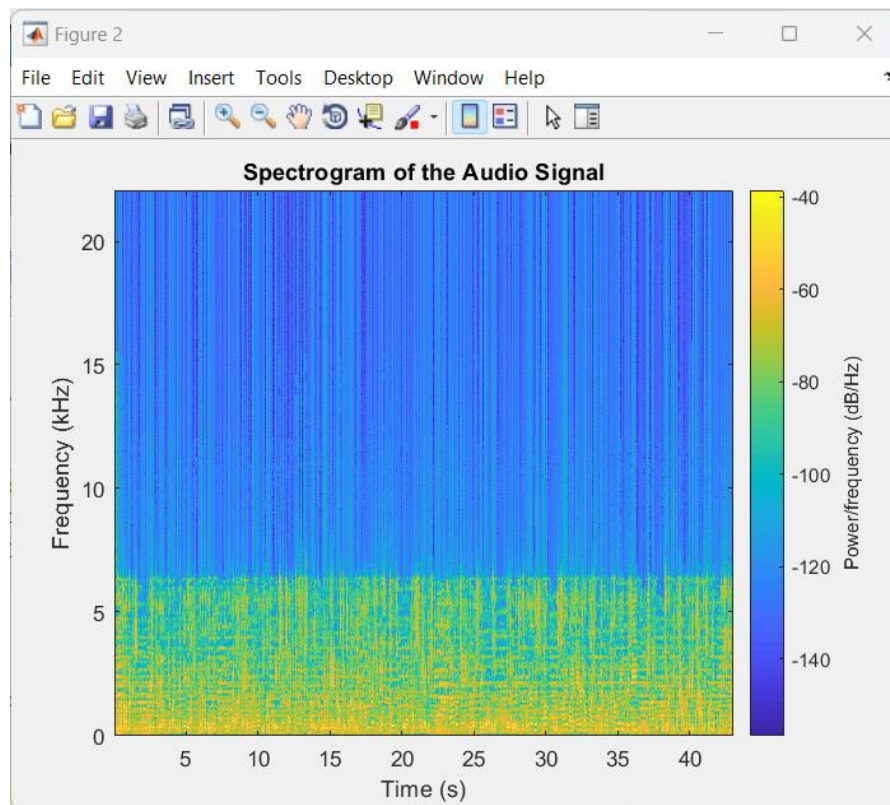 Figure 2
File Edit View Insert Tools Desktop Window Help
Spectrogram of the Audio Signal
20
15
10
5
0
Frequency (kHz)
5 10 15 20 25 30 35 40
Time (s)
-40
-60
-80
-100
-120
-140
Power/frequency (dB/Hz)